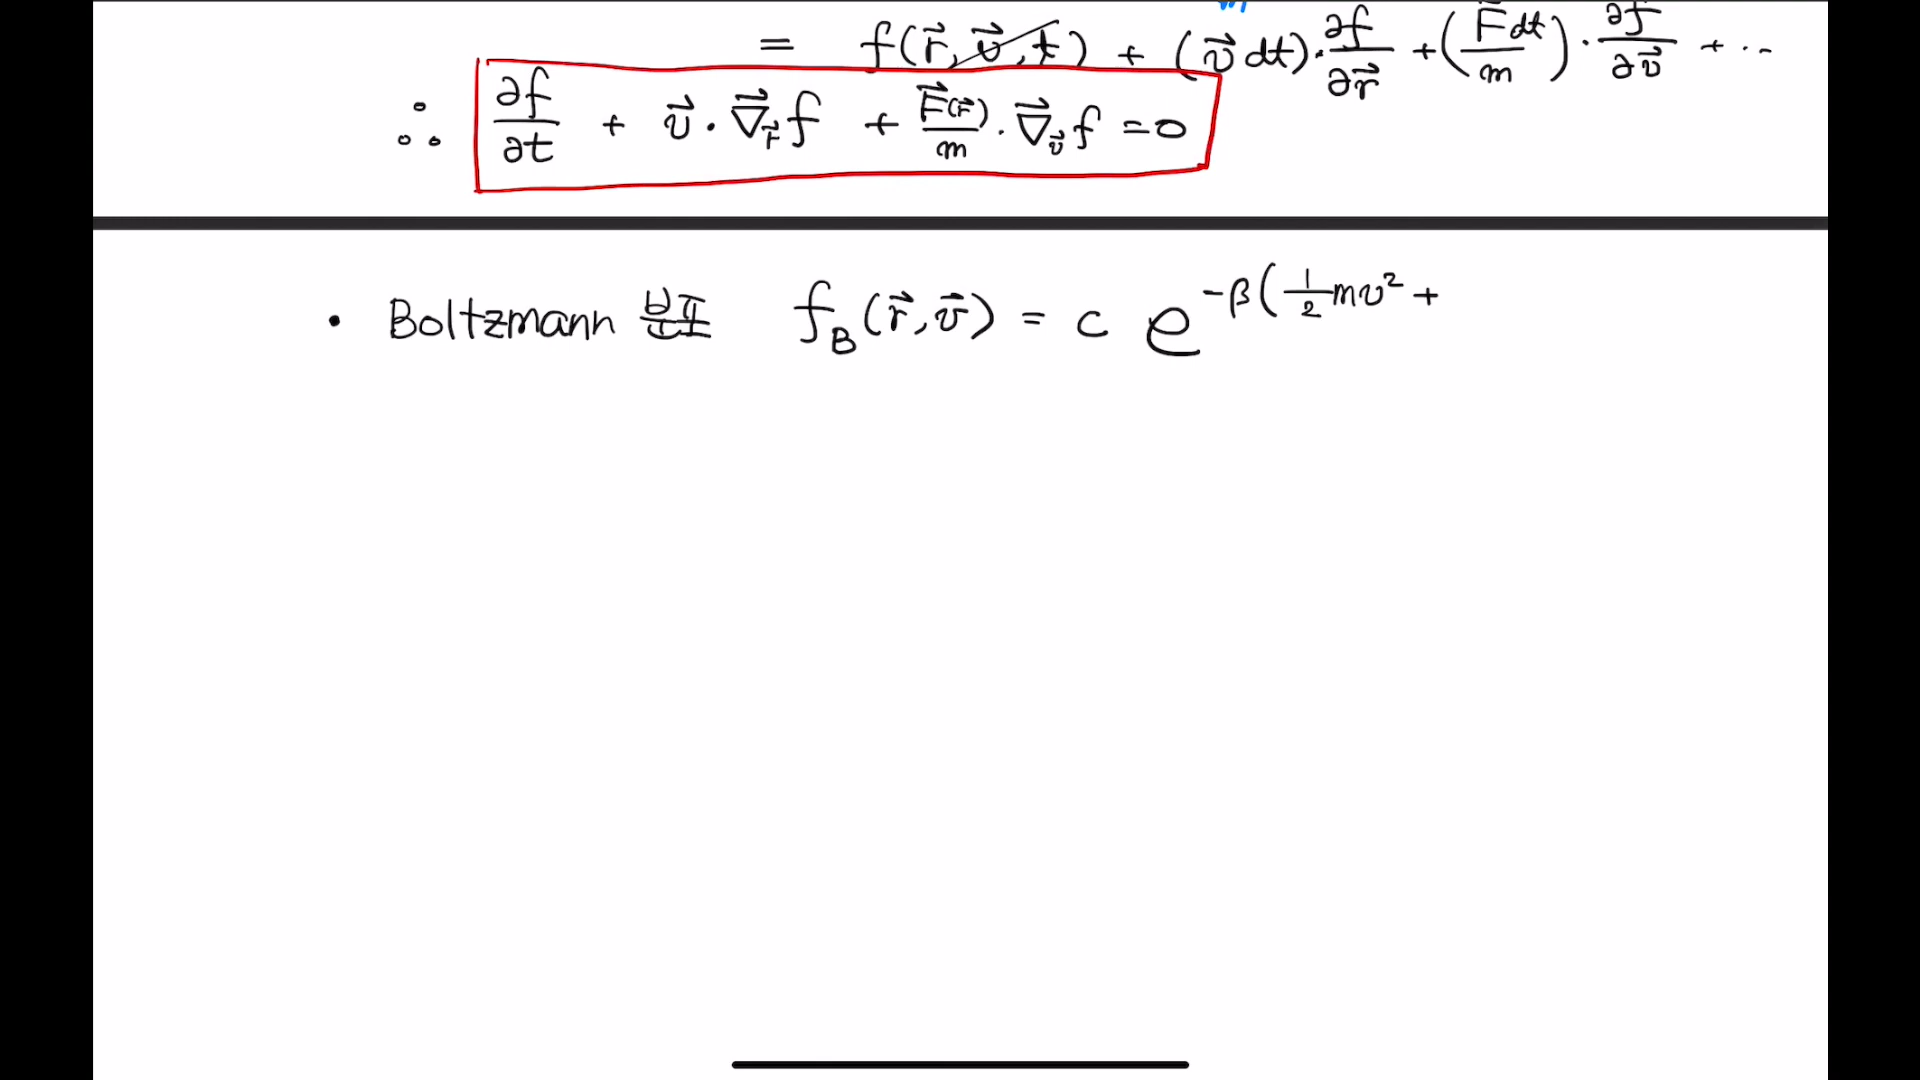 = f(r⃗, v⃗, t) + (v⃗ dt)·∂f/∂r⃗ + (F⃗dt/m)·∂f/∂v⃗ + ··
∴ ∂f/∂t + v⃗·∇⃗_r⃗ f + F⃗(r⃗)/m · ∇⃗_v⃗ f = 0
• Boltzmann 분포 f_B(r⃗, v⃗) = c e^{-β(½mv² +